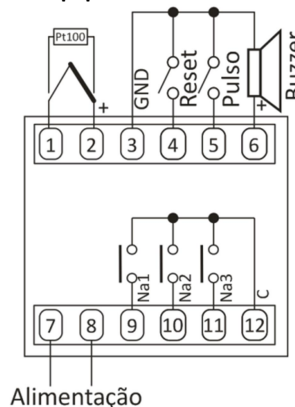 Pt100
+
GND
Reset
Pulso
+
Buzzer
1 2 3 4 5 6
Na1
Na2
Na3
C
7 8 9 10 11 12
Alimentação